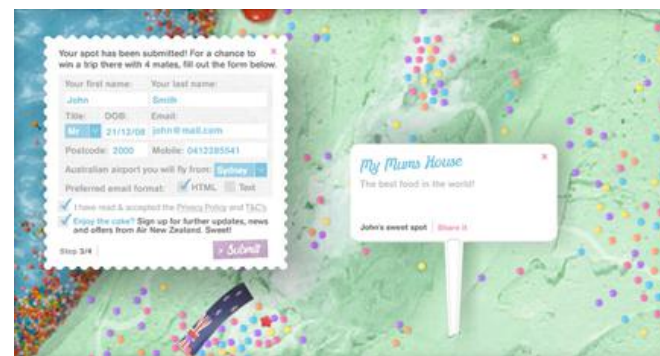 Your spot has been submitted! For a chance to
win a trip there with 4 mates, fill out the form below.
Your first name: Your last name:
John Smith
Title: DOB: Email:
Mr 21/12/08 john@mail.com
Postcode: 2000 Mobile: 0412285541
Australian airport you will fly from: Sydney
Preferred email format: HTML Text
I have read & accepted the Privacy Policy and T&C's
Enjoy the cake? Sign up for further updates, news
and offers from Air New Zealand. Sweet!
Step 3/4
> Submit
My Mums House
The best food in the world!
John's sweet spot Share it